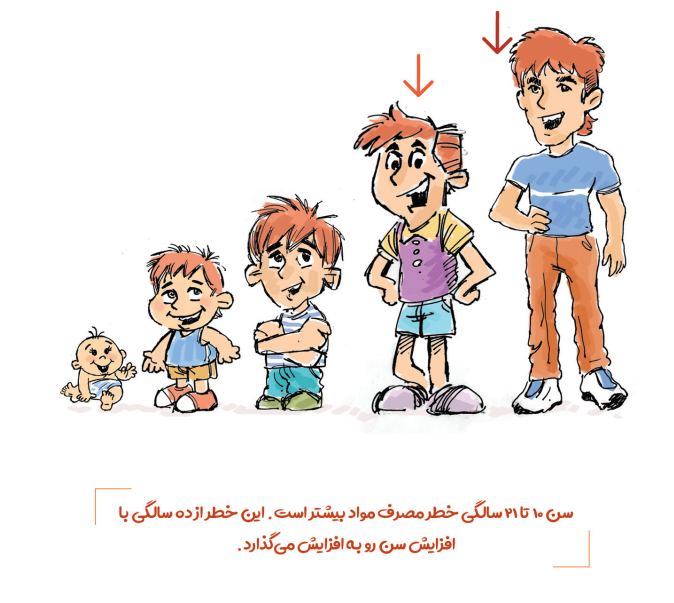 سن ۱۰ تا ۲۱ سالگی خطر مصرف مواد بیشتر است . این خطر از ده سالگی با
افزایش سن رو به افزایش می‌گذارد .